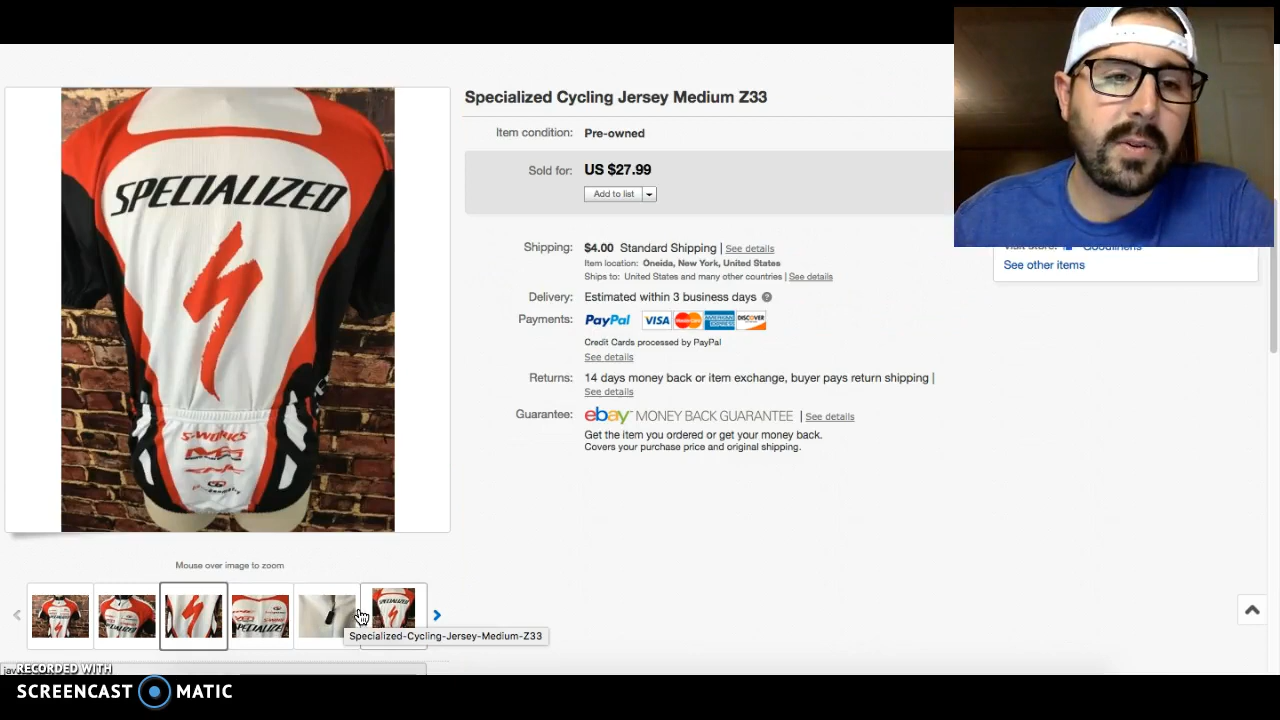 Specialized Cycling Jersey Medium Z33
Item condition: Pre-owned
Sold for: US $27.99
Add to list
Shipping: $4.00 Standard Shipping | See details
Item location: Oneida, New York, United States
Ships to: United States and many other countries | See details
Delivery: Estimated within 3 business days ?
Payments: PayPal VISA MasterCard AMERICAN EXPRESS DISCOVER
Credit Cards processed by PayPal
See details
Returns: 14 days money back or item exchange, buyer pays return shipping |
See details
Guarantee: ebay MONEY BACK GUARANTEE | See details
Get the item you ordered or get your money back.
Covers your purchase price and original shipping.
See other items
SPECIALIZED
S-WORKS
Mouse over image to zoom
SPECIALIZED
Specialized-Cycling-Jersey-Medium-Z33
RECORDED WITH
SCREENCAST MATIC